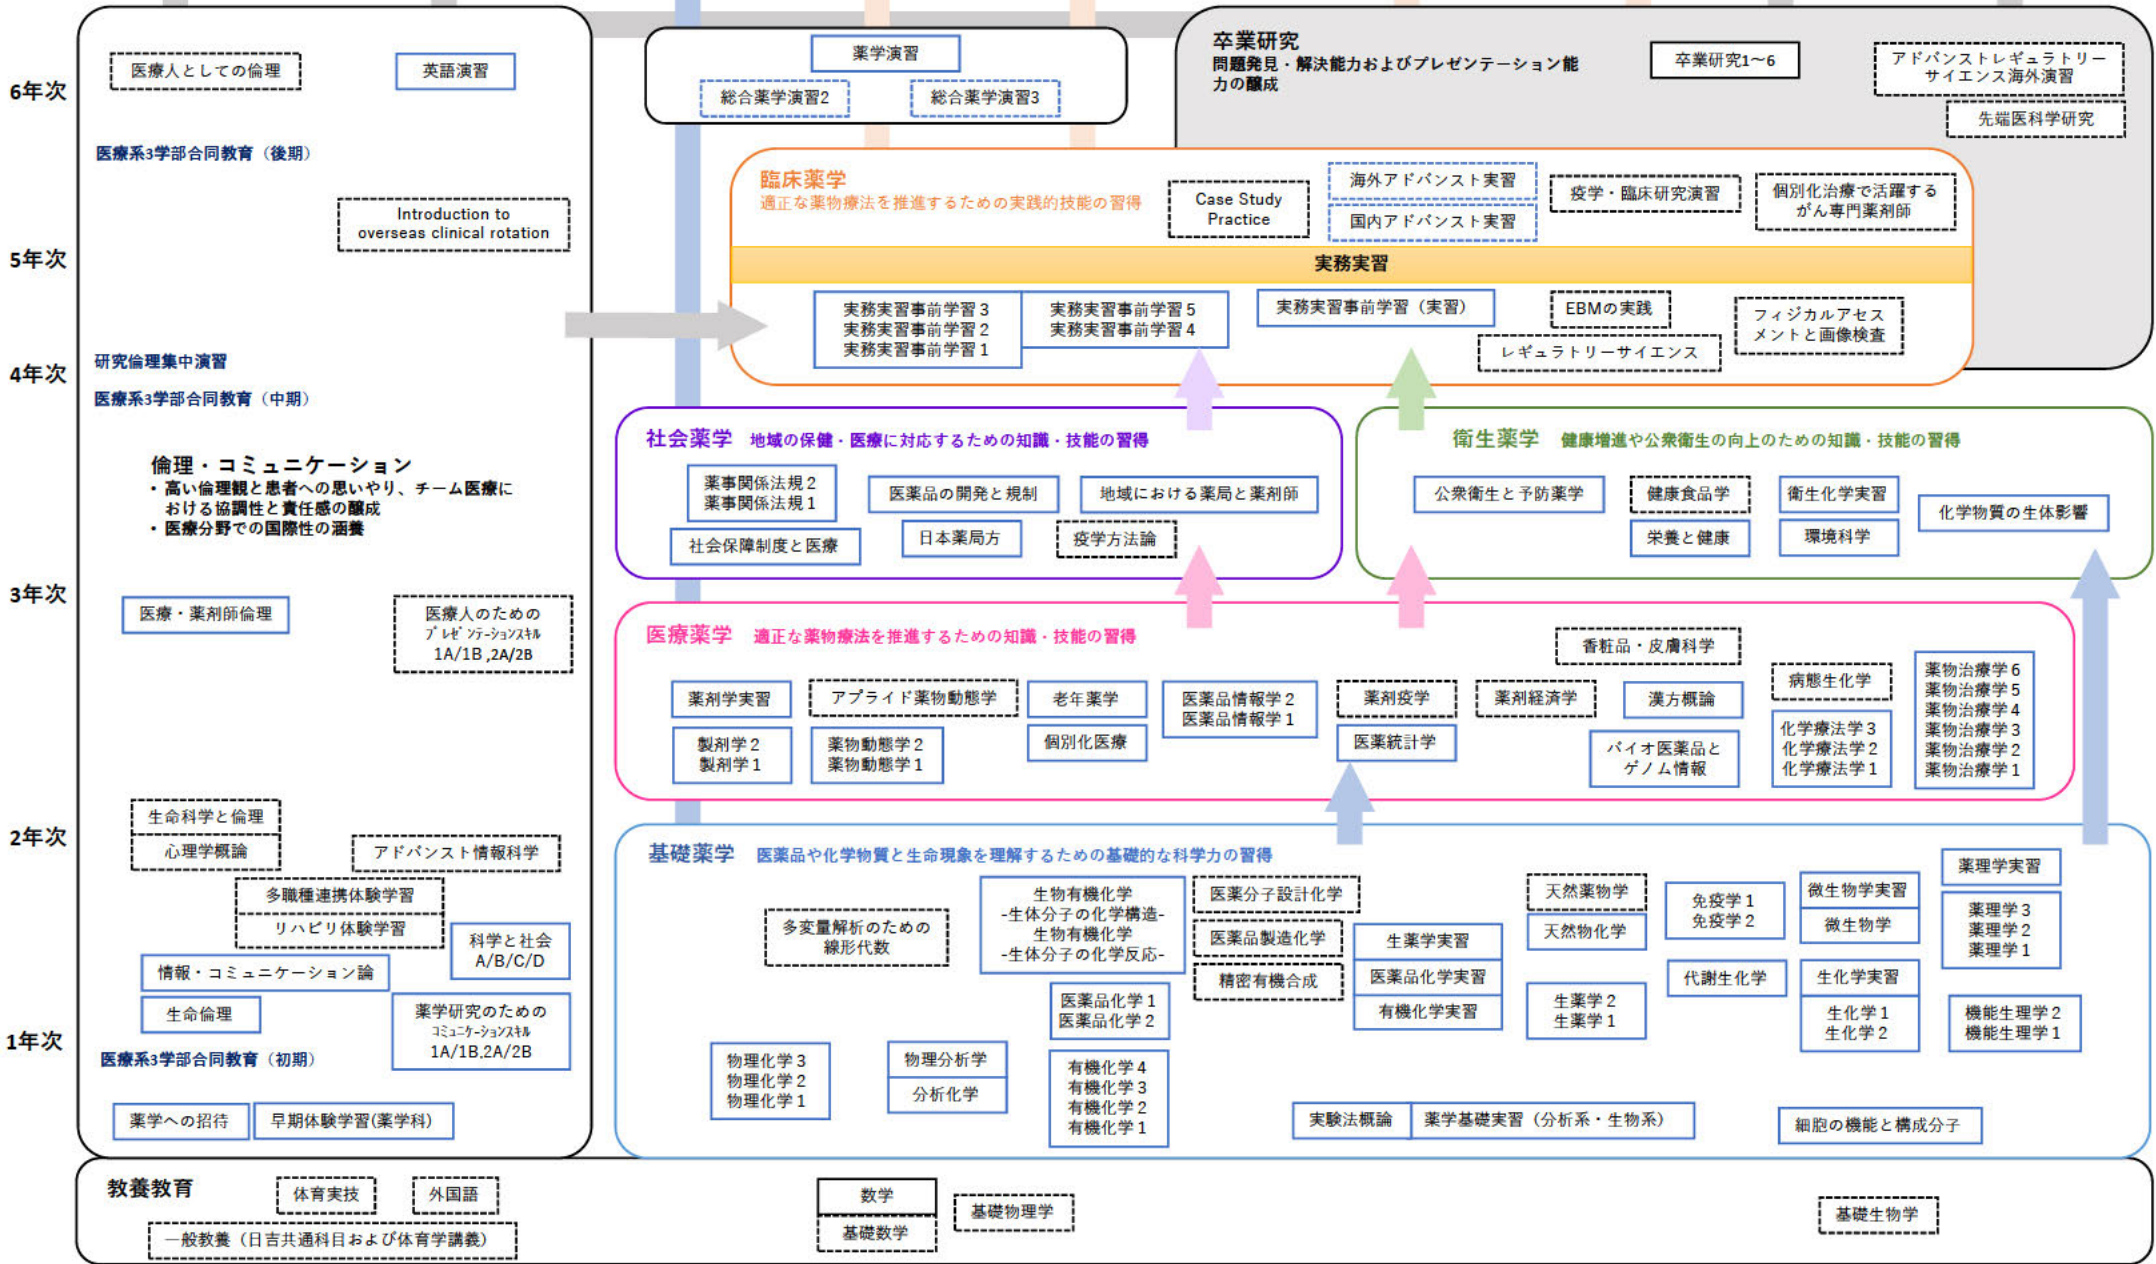 6年次
5年次
4年次
3年次
2年次
1年次
医療人としての倫理
英語演習
医療系3学部合同教育（後期）
Introduction to
overseas clinical rotation
研究倫理集中演習
医療系3学部合同教育（中期）
倫理・コミュニケーション
・高い倫理観と患者への思いやり、チーム医療に
おける協調性と責任感の醸成
・医療分野での国際性の涵養
医療・薬剤師倫理
医療人のための
ﾌﾟﾚｾﾞﾝﾃｰｼｮﾝｽｷﾙ
1A/1B ,2A/2B
生命科学と倫理
心理学概論
アドバンスト情報科学
多職種連携体験学習
リハビリ体験学習
科学と社会
A/B/C/D
情報・コミュニケーション論
生命倫理
薬学研究のための
ｺﾐｭﾆｹｰｼｮﾝｽｷﾙ
1A/1B.2A/2B
医療系3学部合同教育（初期）
薬学への招待
早期体験学習(薬学科)
薬学演習
総合薬学演習2
総合薬学演習3
卒業研究
問題発見・解決能力およびプレゼンテーション能
力の醸成
卒業研究1～6
アドバンストレギュラトリー
サイエンス海外演習
先端医科学研究
臨床薬学
適正な薬物療法を推進するための実践的技能の習得
Case Study
Practice
海外アドバンスト実習
国内アドバンスト実習
疫学・臨床研究演習
個別化治療で活躍する
がん専門薬剤師
実務実習
実務実習事前学習 3
実務実習事前学習 2
実務実習事前学習 1
実務実習事前学習 5
実務実習事前学習 4
実務実習事前学習（実習）
EBMの実践
レギュラトリーサイエンス
フィジカルアセス
メントと画像検査
社会薬学 地域の保健・医療に対応するための知識・技能の習得
薬事関係法規 2
薬事関係法規 1
医薬品の開発と規制
地域における薬局と薬剤師
社会保障制度と医療
日本薬局方
疫学方法論
衛生薬学 健康増進や公衆衛生の向上のための知識・技能の習得
公衆衛生と予防薬学
健康食品学
衛生化学実習
化学物質の生体影響
栄養と健康
環境科学
医療薬学 適正な薬物療法を推進するための知識・技能の習得
香粧品・皮膚科学
薬剤学実習
アプライド薬物動態学
老年薬学
医薬品情報学 2
医薬品情報学 1
薬剤疫学
薬剤経済学
漢方概論
病態生化学
薬物治療学 6
薬物治療学 5
薬物治療学 4
薬物治療学 3
薬物治療学 2
薬物治療学 1
製剤学 2
製剤学 1
薬物動態学 2
薬物動態学 1
個別化医療
医薬統計学
バイオ医薬品と
ゲノム情報
化学療法学 3
化学療法学 2
化学療法学 1
基礎薬学 医薬品や化学物質と生命現象を理解するための基礎的な科学力の習得
多変量解析のための
線形代数
生物有機化学
-生体分子の化学構造-
生物有機化学
-生体分子の化学反応-
医薬分子設計化学
医薬品製造化学
精密有機合成
生薬学実習
医薬品化学実習
有機化学実習
天然薬物学
天然物化学
免疫学 1
免疫学 2
微生物学実習
微生物学
薬理学実習
薬理学 3
薬理学 2
薬理学 1
医薬品化学 1
医薬品化学 2
生薬学 2
生薬学 1
代謝生化学
生化学実習
生化学 1
生化学 2
機能生理学 2
機能生理学 1
物理化学 3
物理化学 2
物理化学 1
物理分析学
分析化学
有機化学 4
有機化学 3
有機化学 2
有機化学 1
実験法概論
薬学基礎実習（分析系・生物系）
細胞の機能と構成分子
教養教育
体育実技
外国語
一般教養（日吉共通科目および体育学講義）
数学
基礎数学
基礎物理学
基礎生物学